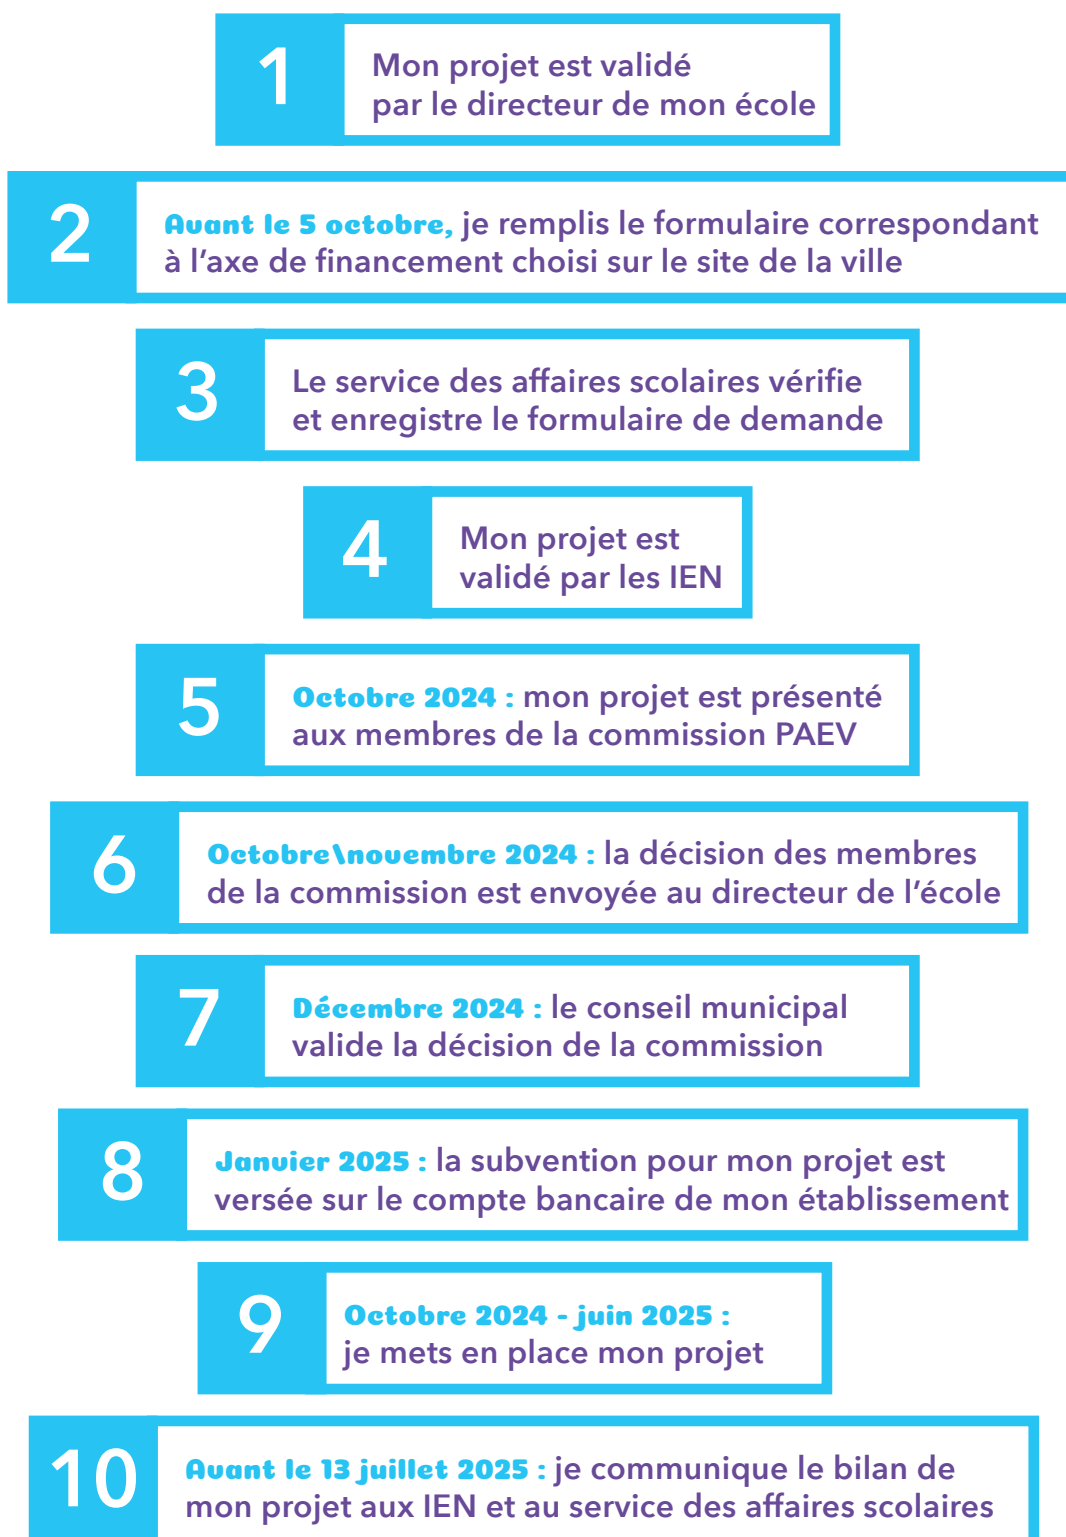 1
Mon projet est validé
par le directeur de mon école
2
Avant le 5 octobre, je remplis le formulaire correspondant
à l’axe de financement choisi sur le site de la ville
3
Le service des affaires scolaires vérifie
et enregistre le formulaire de demande
4
Mon projet est
validé par les IEN
5
Octobre 2024 : mon projet est présenté
aux membres de la commission PAEV
6
Octobre\novembre 2024 : la décision des membres
de la commission est envoyée au directeur de l’école
7
Décembre 2024 : le conseil municipal
valide la décision de la commission
8
Janvier 2025 : la subvention pour mon projet est
versée sur le compte bancaire de mon établissement
9
Octobre 2024 - juin 2025 :
je mets en place mon projet
10
Avant le 13 juillet 2025 : je communique le bilan de
mon projet aux IEN et au service des affaires scolaires